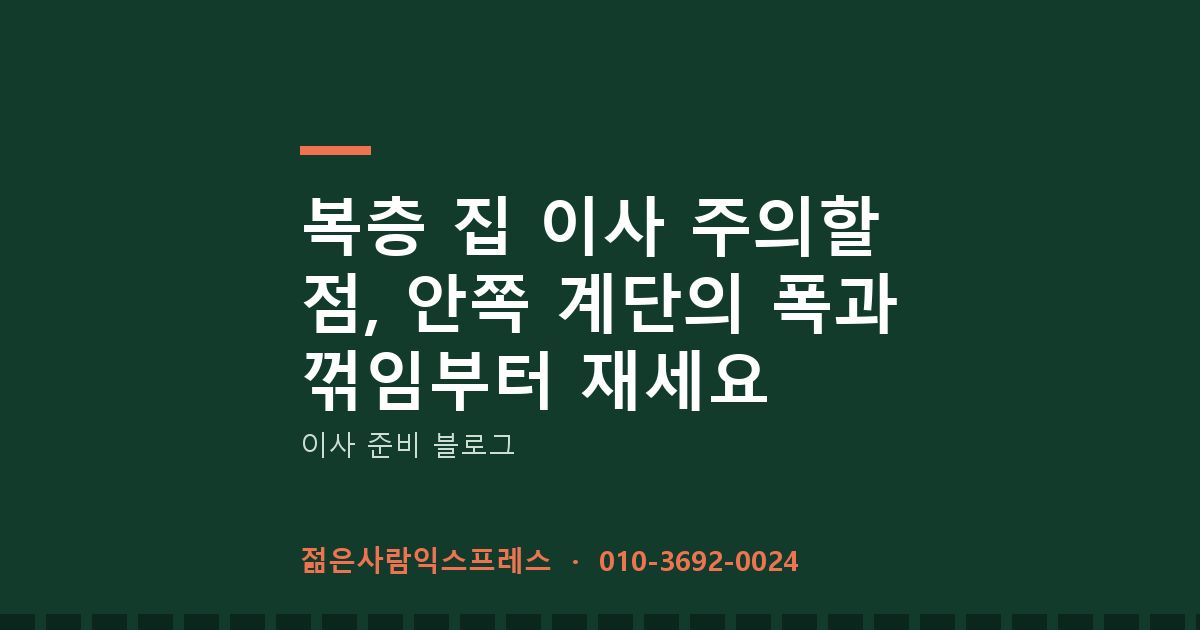 복층 집 이사 주의할
점, 안쪽 계단의 폭과
꺾임부터 재세요
이사 준비 블로그
젊은사람익스프레스 · 010-3692-0024